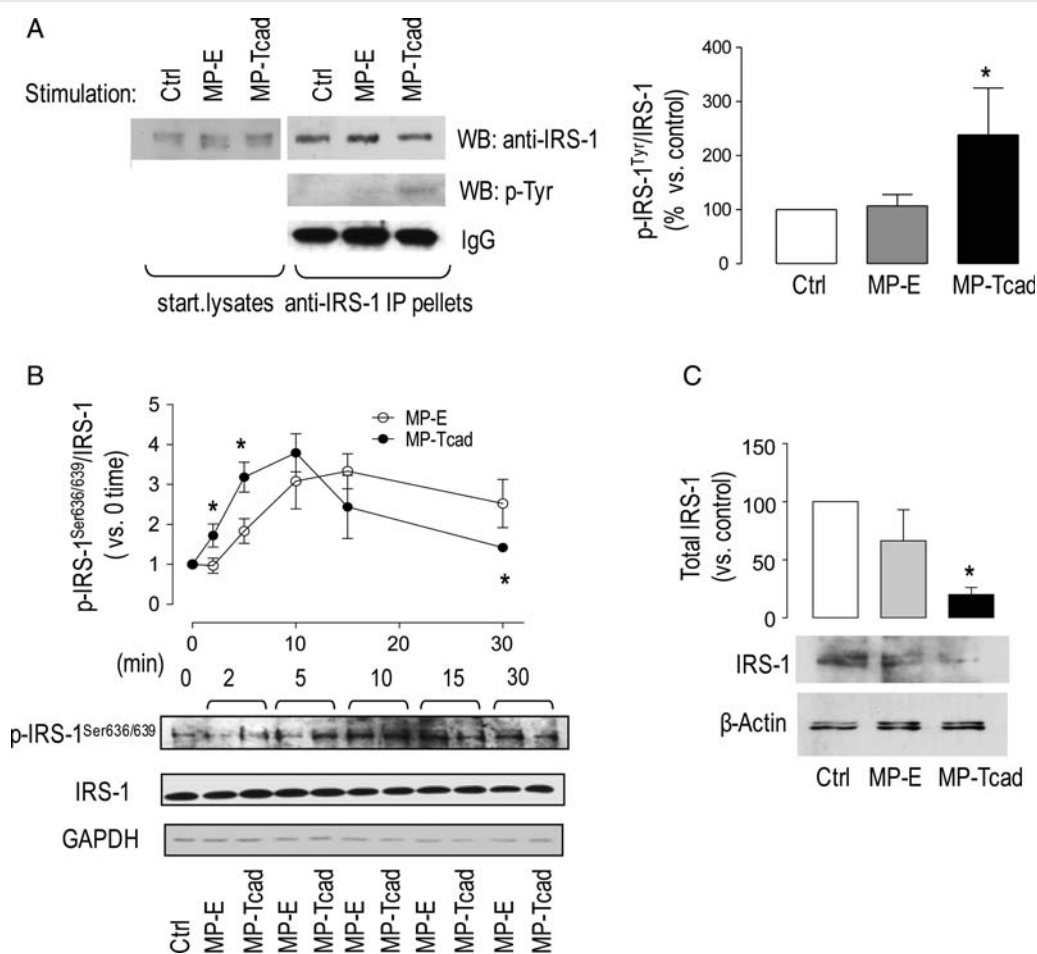 A
Stimulation:
Ctrl
MP-E
MP-Tcad
Ctrl
MP-E
MP-Tcad
WB: anti-IRS-1
WB: p-Tyr
IgG
start.lysates
anti-IRS-1 IP pellets
p-IRS-1Tyr/IRS-1
(% vs. control)
400
300
200
100
0
*
Ctrl
MP-E
MP-Tcad
B
p-IRS-1Ser636/639/IRS-1
( vs. 0 time)
5
4
3
2
1
0
MP-E
MP-Tcad
*
*
*
0
10
20
30
(min)
0
2
5
10
15
30
p-IRS-1Ser636/639
IRS-1
GAPDH
Ctrl
MP-E
MP-Tcad
MP-E
MP-Tcad
MP-E
MP-Tcad
MP-E
MP-Tcad
MP-E
MP-Tcad
C
Total IRS-1
(vs. control)
150
100
50
0
*
IRS-1
β-Actin
Ctrl
MP-E
MP-Tcad